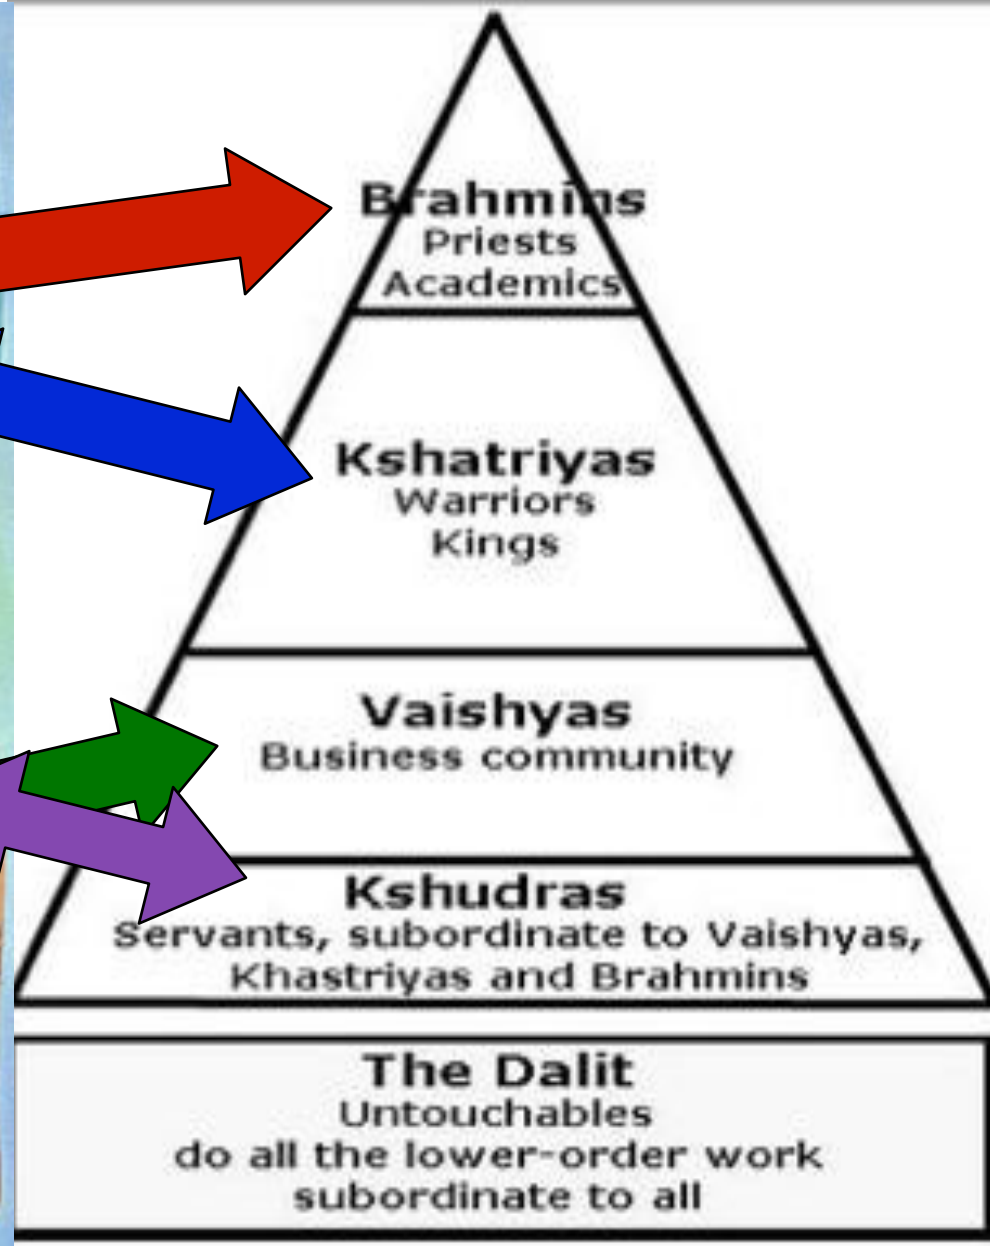 Brahmins
Priests
Academics
Kshatriyas
Warriors
Kings
Vaishyas
Business community
Kshudras
Servants, subordinate to Vaishyas,
Khastriyas and Brahmins
The Dalit
Untouchables
do all the lower-order work
subordinate to all